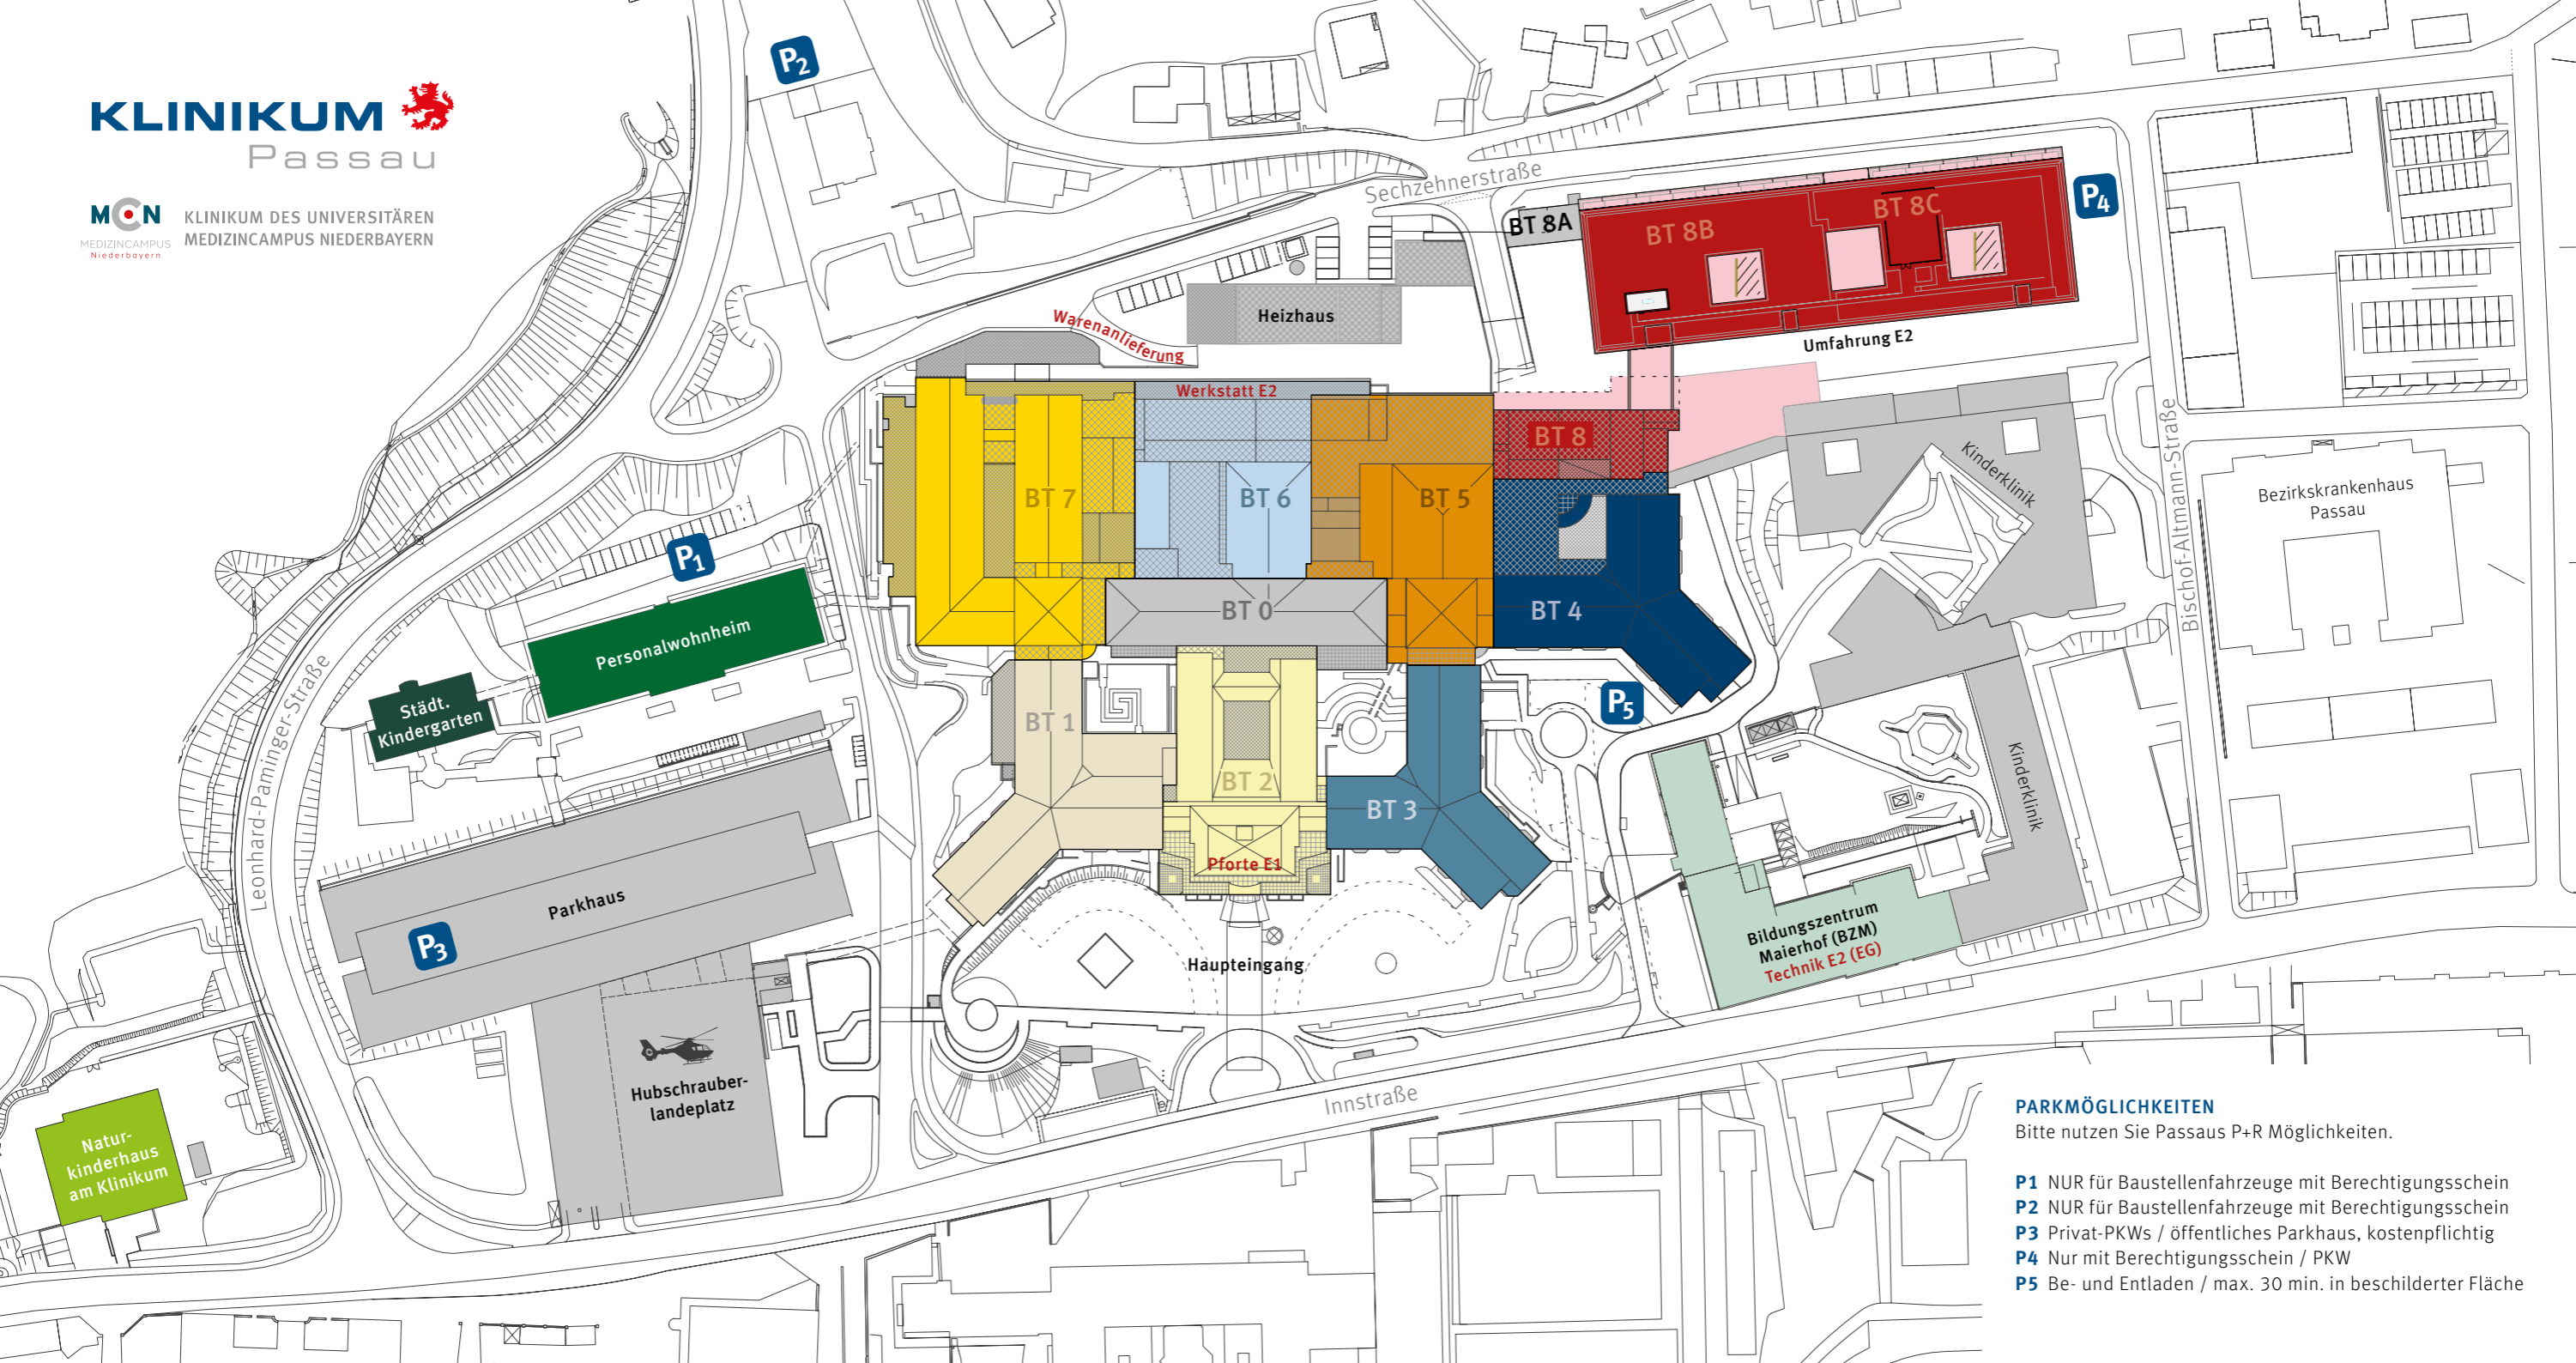 KLINIKUM
Passau
MCN
MEDIZINCAMPUS
Niederbayern
KLINIKUM DES UNIVERSITÄREN
MEDIZINCAMPUS NIEDERBAYERN
P2
Sechzehnerstraße
P4
BT 8A
BT 8B
BT 8C
Heizhaus
Warenanlieferung
Umfahrung E2
Werkstatt E2
BT 7
BT 6
BT 5
BT 8
Kinderklinik
Bischof-Altmann-Straße
Bezirkskrankenhaus
Passau
P1
Personalwohnheim
BT 0
BT 4
Städt.
Kindergarten
Leonhard-Paminger-Straße
BT 1
BT 2
BT 3
P5
Kinderklinik
Pforte E1
Parkhaus
P3
Haupteingang
Bildungszentrum
Maierhof (BZM)
Technik E2 (EG)
Hubschrauber-
landeplatz
Innstraße
Natur-
kinderhaus
am Klinikum
PARKMÖGLICHKEITEN
Bitte nutzen Sie Passaus P+R Möglichkeiten.
P1 NUR für Baustellenfahrzeuge mit Berechtigungsschein
P2 NUR für Baustellenfahrzeuge mit Berechtigungsschein
P3 Privat-PKWs / öffentliches Parkhaus, kostenpflichtig
P4 Nur mit Berechtigungsschein / PKW
P5 Be- und Entladen / max. 30 min. in beschilderter Fläche